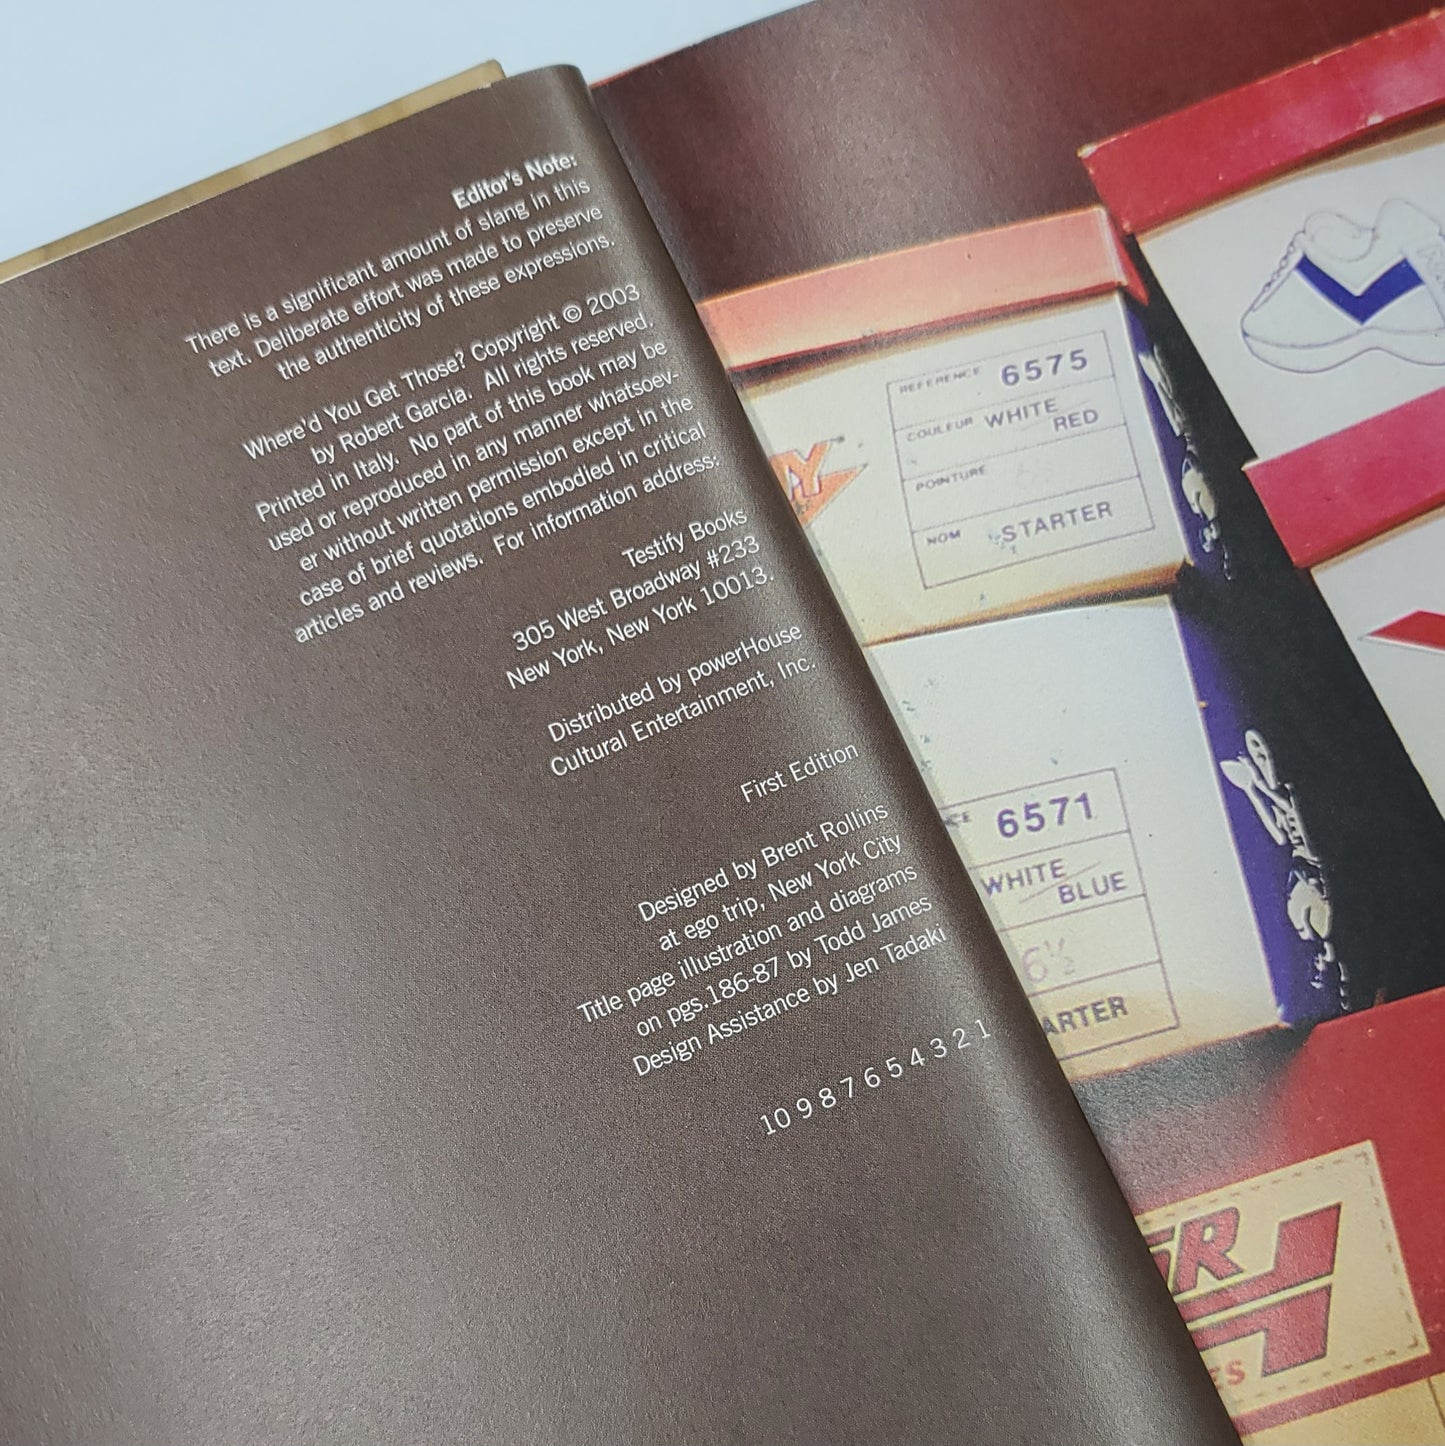 Editor's Note:
There is a significant amount of slang in this
text. Deliberate effort was made to preserve
the authenticity of these expressions.
Where'd You Get Those? Copyright © 2003
by Robert Garcia. All rights reserved.
Printed in Italy. No part of this book may be
used or reproduced in any manner whatsoev-
er without written permission except in the
case of brief quotations embodied in critical
articles and reviews. For information address:
Testify Books
305 West Broadway #233
New York, New York 10013.
Distributed by powerHouse
Cultural Entertainment, Inc.
First Edition
Designed by Brent Rollins
at ego trip, New York City
Title page illustration and diagrams
on pgs.186-87 by Todd James
Design Assistance by Jen Tadaki
10 9 8 7 6 5 4 3 2 1
REFERENCE 6575
COULEUR WHITE
RED
POINTURE
NOM STARTER
CE 6571
WHITE
BLUE
6½
ARTER
SR
ES